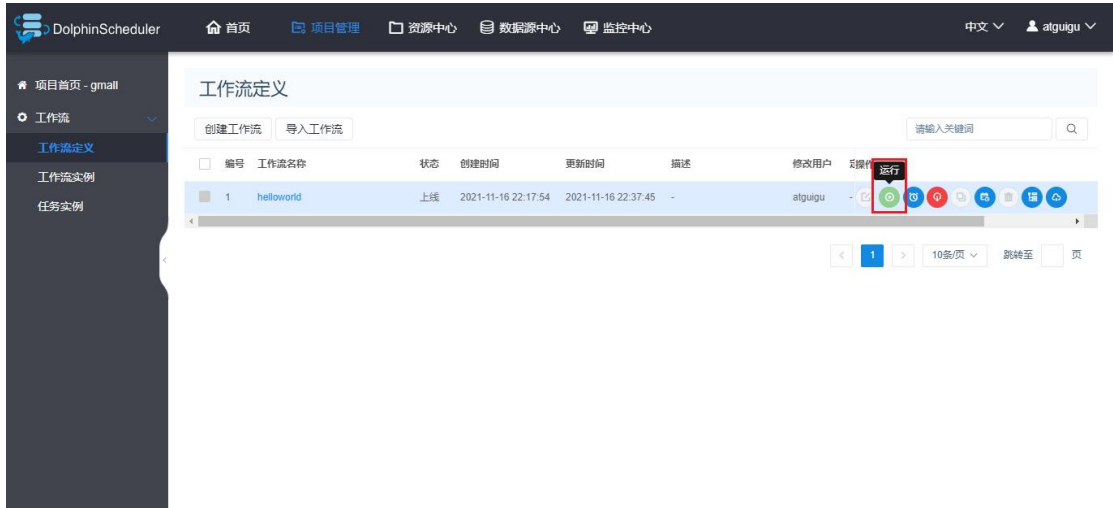 DolphinScheduler 首页 项目管理 资源中心 数据源中心 监控中心 中文 atguigu
项目首页 - gmall
工作流
工作流定义
工作流实例
任务实例
工作流定义
创建工作流 导入工作流 请输入关键词
编号 工作流名称 状态 创建时间 更新时间 描述 修改用户 操作
运行
1 helloworld 上线 2021-11-16 22:17:54 2021-11-16 22:37:45 - atguigu -
1 10条/页 跳转至 页